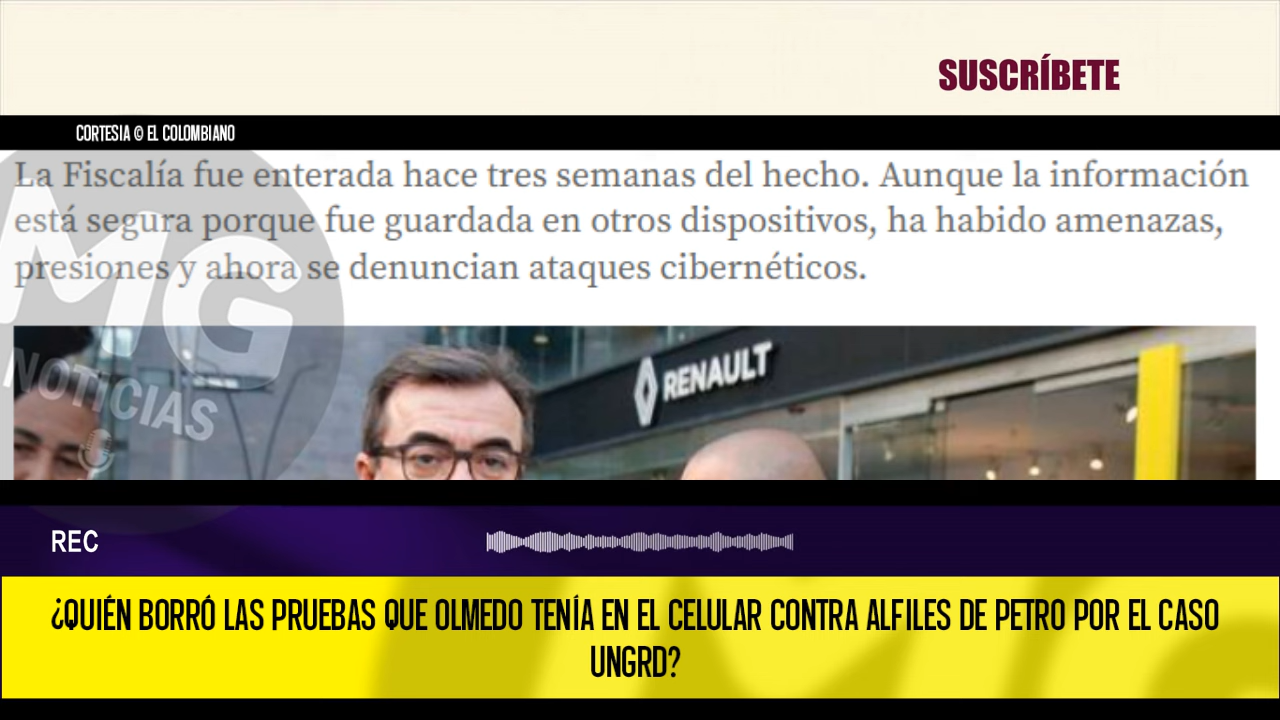 SUSCRÍBETE
CORTESIA © EL COLOMBIANO
La Fiscalía fue enterada hace tres semanas del hecho. Aunque la información
está segura porque fue guardada en otros dispositivos, ha habido amenazas,
presiones y ahora se denuncian ataques cibernéticos.
MG
NOTICIAS
RENAULT
REC
¿QUIÉN BORRÓ LAS PRUEBAS QUE OLMEDO TENÍA EN EL CELULAR CONTRA ALFILES DE PETRO POR EL CASO
UNGRD?